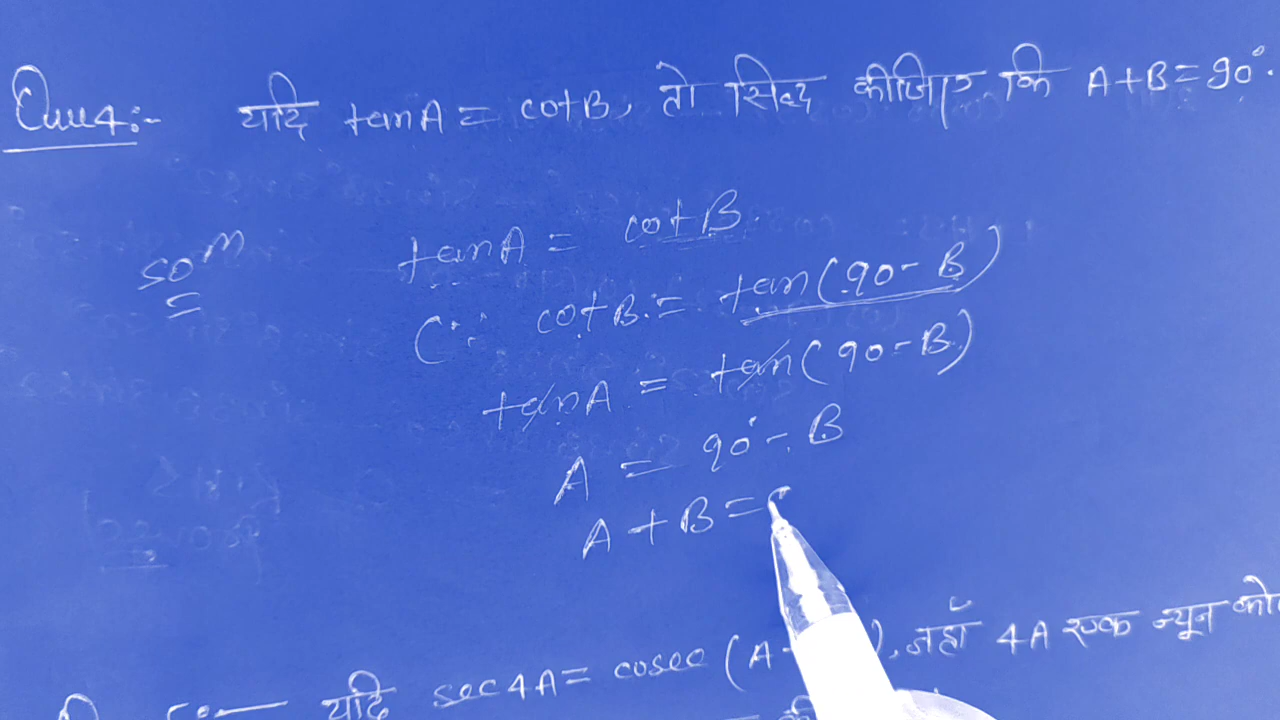 Que4:- यदि tanA = cotB, तो सिद्ध कीजिए कि A+B=90°.
Solⁿ tanA = cotB.
(∵ cotB = tan(90-B)
tanA = tan(90-B)
A = 90°- B
A + B =
यदि sec4A = cosec (A- ), जहाँ 4A एक न्यून